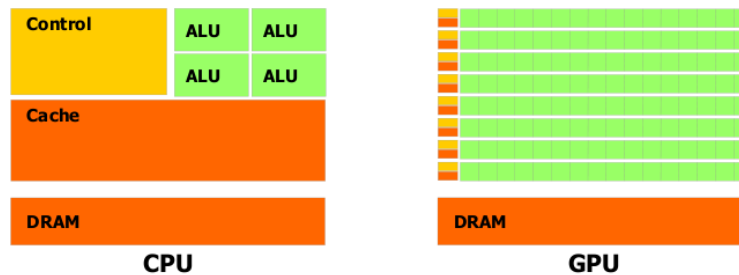 Control
ALU ALU
ALU ALU
Cache
DRAM
CPU
DRAM
GPU